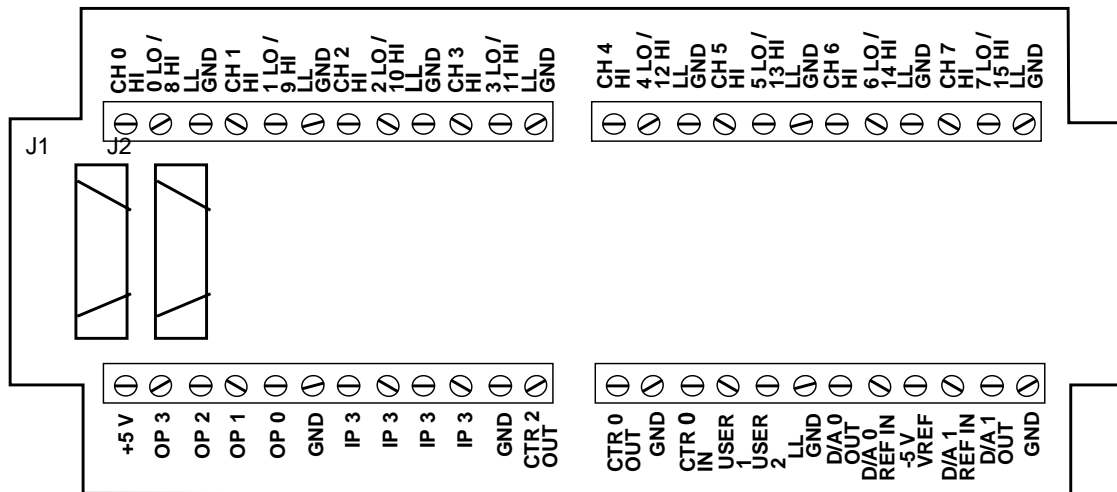 CH 0
HI
0 LO /
8 HI
LL
GND
CH 1
HI
1 LO /
9 HI
LL
GND
CH 2
HI
2 LO /
10 HI
LL
GND
CH 3
HI
3 LO /
11 HI
LL
GND
CH 4
HI
4 LO /
12 HI
LL
GND
CH 5
HI
5 LO /
13 HI
LL
GND
CH 6
HI
6 LO /
14 HI
LL
GND
CH 7
HI
7 LO /
15 HI
LL
GND
J1
J2
+5 V
OP 3
OP 2
OP 1
OP 0
GND
IP 3
IP 3
IP 3
IP 3
GND
CTR 2
OUT
CTR 0
OUT
GND
CTR 0
IN
USER
1
USER
2
LL
GND
D/A 0
OUT
D/A 0
REF IN
-5 V
VREF
D/A 1
REF IN
D/A 1
OUT
GND